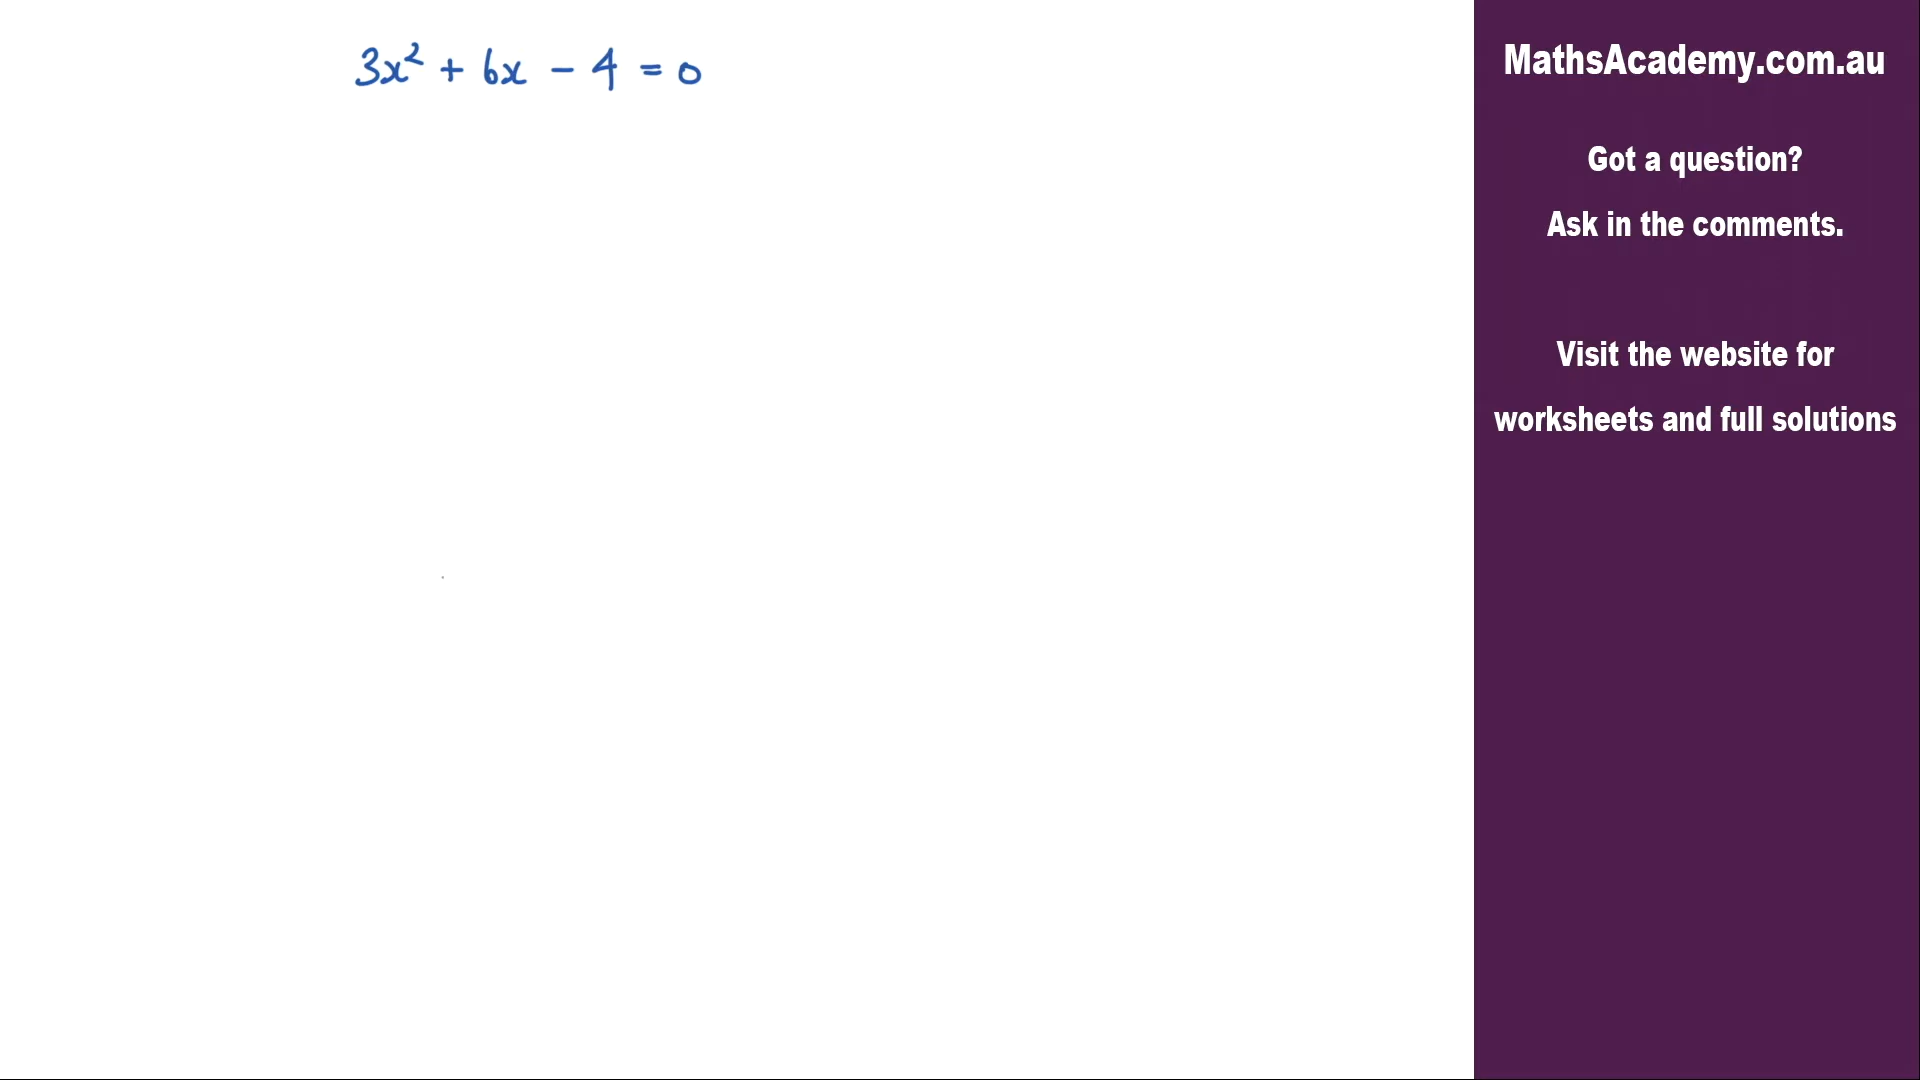 3x² + 6x - 4 = 0
MathsAcademy.com.au
Got a question?
Ask in the comments.
Visit the website for
worksheets and full solutions